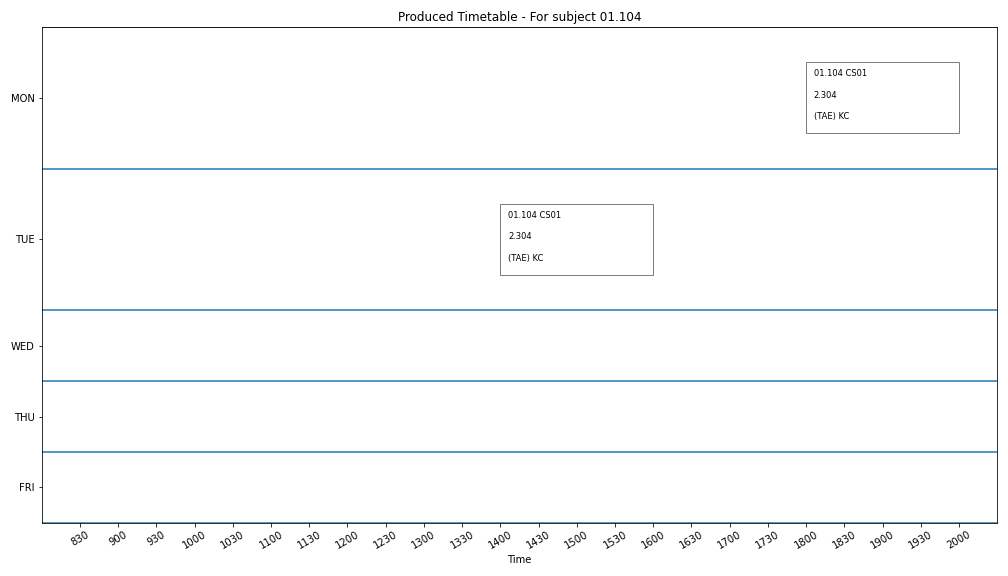 Produced Timetable - For subject 01.104
MON
01.104 CS01
2.304
(TAE) KC
TUE
01.104 CS01
2.304
(TAE) KC
WED
THU
FRI
830 900 930 1000 1030 1100 1130 1200 1230 1300 1330 1400 1430 1500 1530 1600 1630 1700 1730 1800 1830 1900 1930 2000
Time